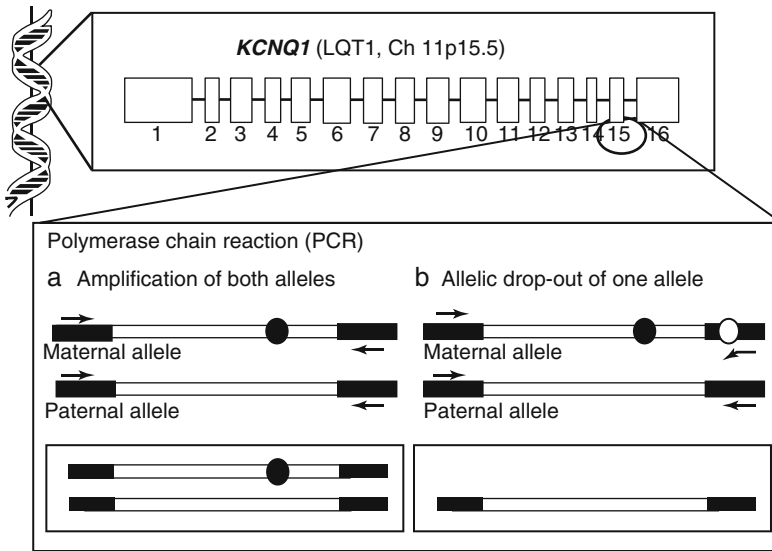 KCNQ1 (LQT1, Ch 11p15.5)
1 2 3 4 5 6 7 8 9 10 11 12 13 14 15 16
Polymerase chain reaction (PCR)
a Amplification of both alleles
b Allelic drop-out of one allele
Maternal allele
Maternal allele
Paternal allele
Paternal allele